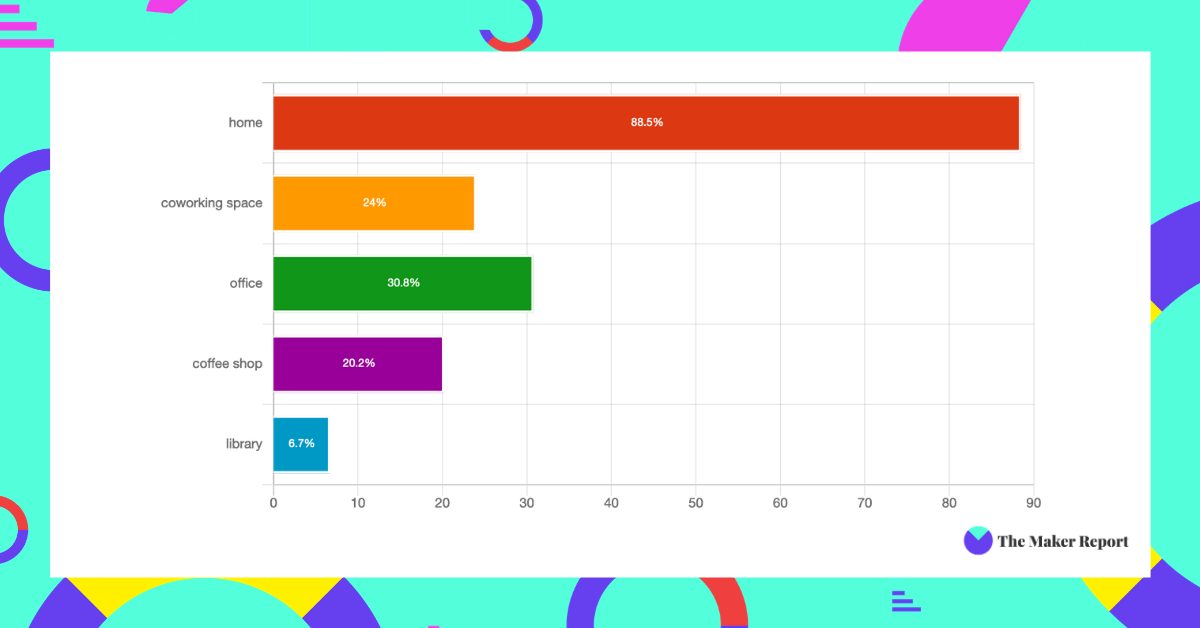 home
88.5%
coworking space
24%
office
30.8%
coffee shop
20.2%
library
6.7%
0 10 20 30 40 50 60 70 80 90
The Maker Report